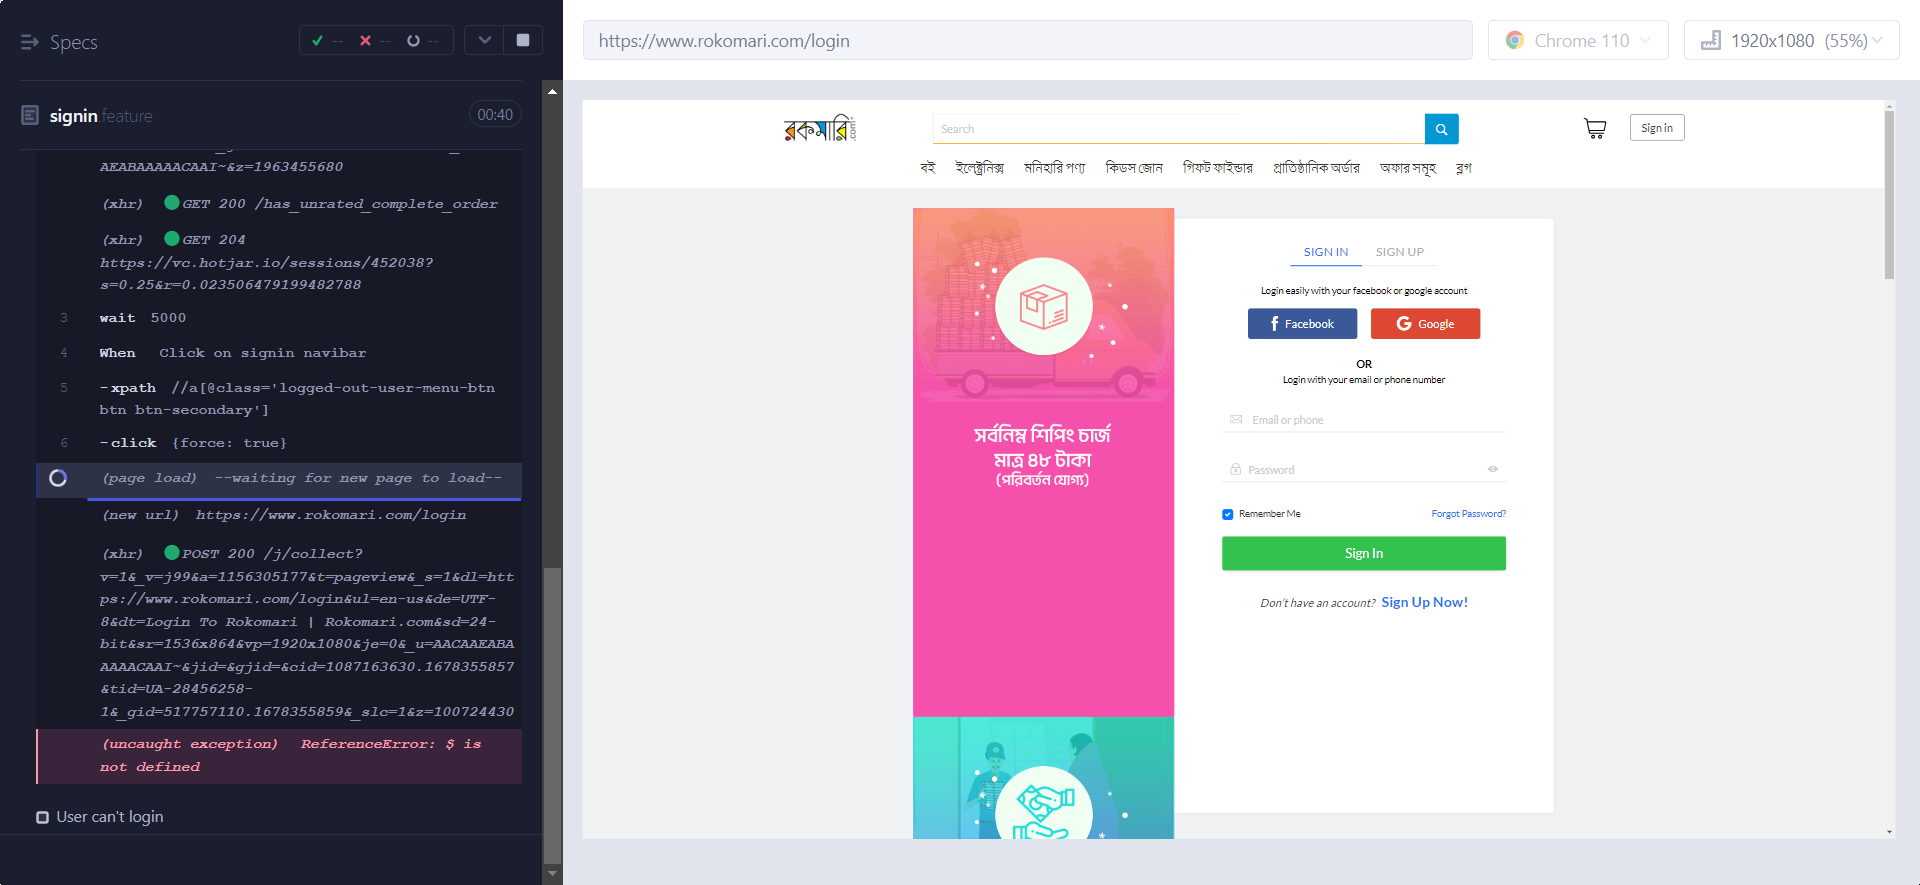 Specs
-- -- --
signin.feature 00:40
AEABAAAAACAAI~&z=1963455680
(xhr) GET 200 /has_unrated_complete_order
(xhr) GET 204
https://vc.hotjar.io/sessions/452038?
s=0.25&r=0.023506479199482788
3 wait 5000
4 When Click on signin navibar
5 -xpath //a[@class='logged-out-user-menu-btn
btn btn-secondary']
6 -click {force: true}
(page load) --waiting for new page to load--
(new url) https://www.rokomari.com/login
(xhr) POST 200 /j/collect?
v=1&_v=j99&a=1156305177&t=pageview&_s=1&dl=htt
ps://www.rokomari.com/login&ul=en-us&de=UTF-
8&dt=Login To Rokomari | Rokomari.com&sd=24-
bit&sr=1536x864&vp=1920x1080&je=0&_u=AACAAEABA
AAAACAAI~&jid=&gjid=&cid=1087163630.1678355857
&tid=UA-28456258-
1&_gid=517757110.1678355859&_slc=1&z=100724430
(uncaught exception) ReferenceError: $ is
not defined
User can't login
https://www.rokomari.com/login
Chrome 110
1920x1080 (55%)
রকমারি.com
Search
Sign in
বই ইলেক্ট্রনিক্স মনিহারি পণ্য কিডস জোন গিফট ফাইন্ডার প্রাতিষ্ঠানিক অর্ডার অফার সমূহ ব্লগ
সর্বনিম্ন শিপিং চার্জ
মাত্র ৪৮ টাকা
(পরিবর্তন যোগ্য)
SIGN IN SIGN UP
Login easily with your facebook or google account
Facebook Google
OR
Login with your email or phone number
Email or phone
Password
Remember Me Forgot Password?
Sign In
Don't have an account? Sign Up Now!